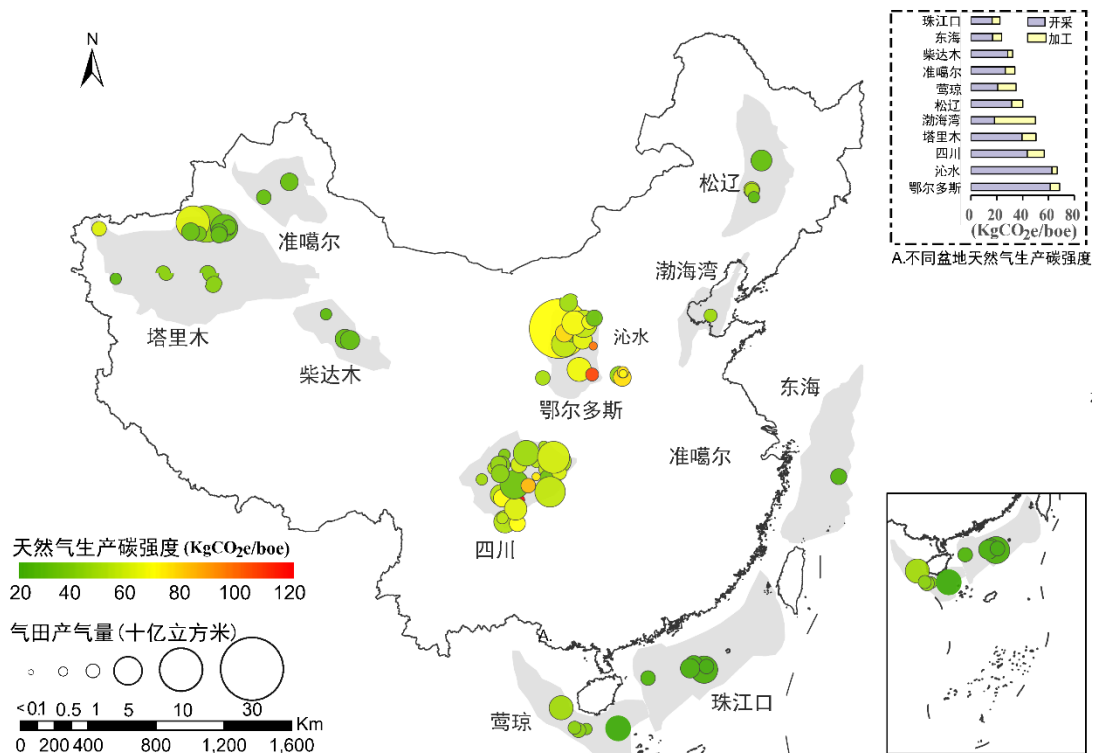 N
珠江口
东海
柴达木
准噶尔
莺琼
松辽
渤海湾
塔里木
四川
沁水
鄂尔多斯
开采
加工
0 20 40 60 80
(KgCO2e/boe)
A.不同盆地天然气生产碳强度
松辽
准噶尔
渤海湾
塔里木
沁水
柴达木
东海
鄂尔多斯
准噶尔
四川
天然气生产碳强度 (KgCO2e/boe)
20 40 60 80 100 120
气田产气量 (十亿立方米)
<0.1 0.5 1 5 10 30
Km
0 200 400 800 1,200 1,600
A.
珠江口
莺琼